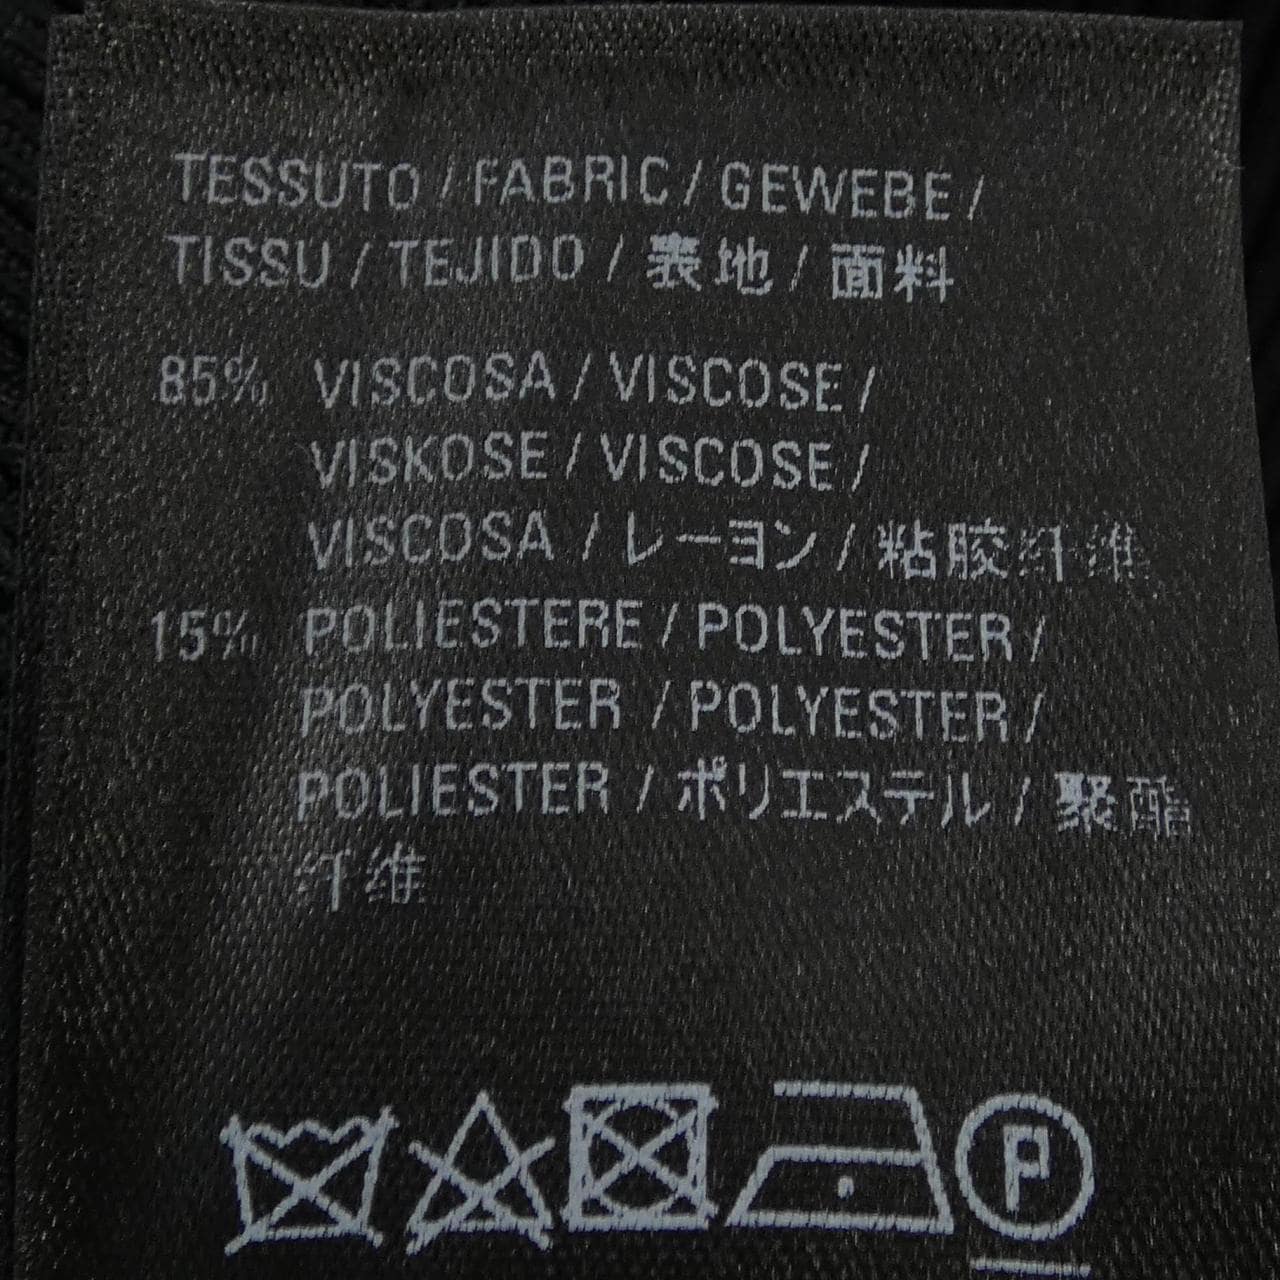 TESSUTO / FABRIC / GEWEBE /
TISSU / TEJIDO / 表地 / 面料
85% VISCOSA / VISCOSE /
VISKOSE / VISCOSE /
VISCOSA / レーヨン / 粘胶纤维
15% POLIESTERE / POLYESTER /
POLYESTER / POLYESTER /
POLIESTER / ポリエステル / 聚酯
纤维
P